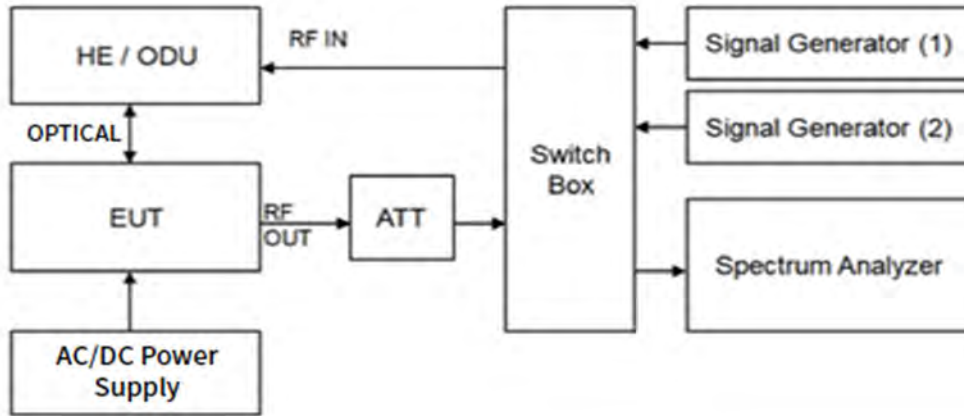 HE / ODU
RF IN
Signal Generator (1)
OPTICAL
Signal Generator (2)
Switch
Box
EUT
RF
OUT
ATT
Spectrum Analyzer
AC/DC Power
Supply